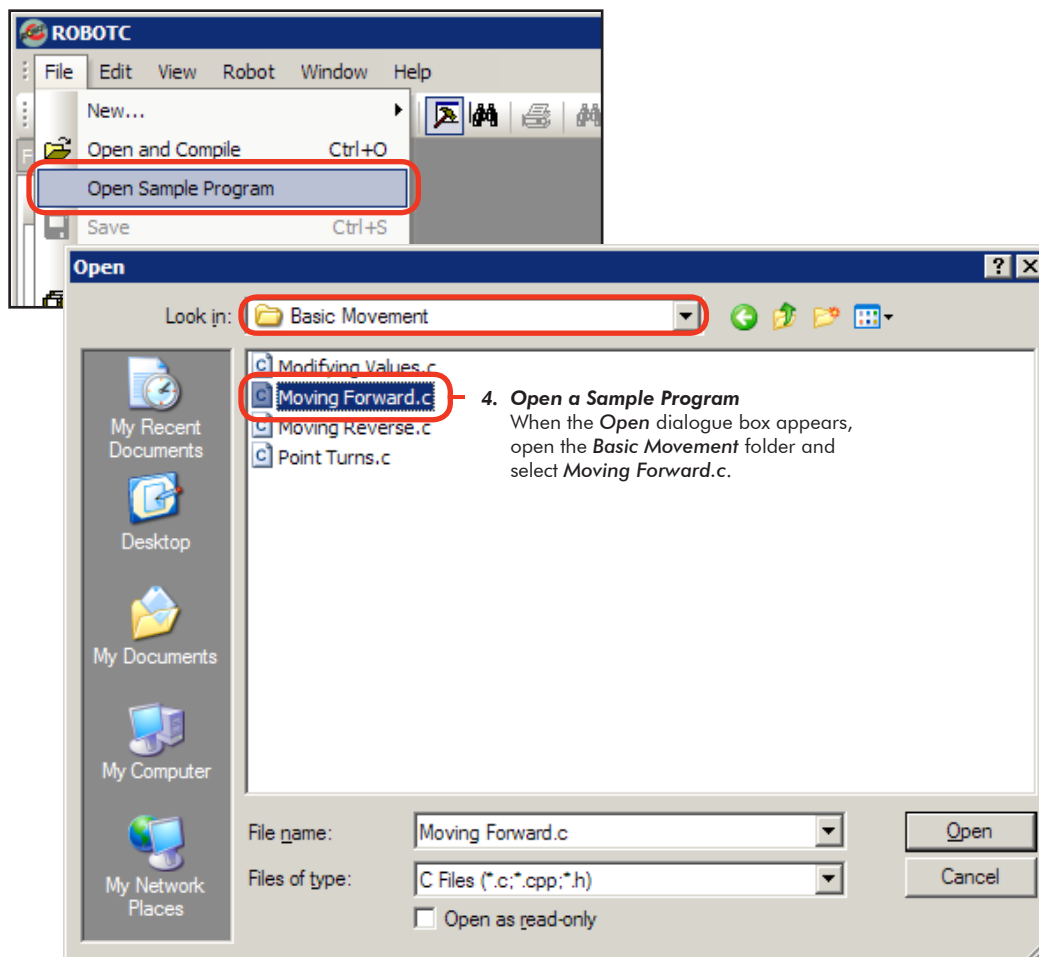 ROBOTC
File Edit View Robot Window Help
New...
Open and Compile Ctrl+O
Open Sample Program
Save Ctrl+S
Open
Look in: Basic Movement
Modifying Values.c
Moving Forward.c
Moving Reverse.c
Point Turns.c
4. Open a Sample Program
When the Open dialogue box appears,
open the Basic Movement folder and
select Moving Forward.c.
My Recent
Documents
Desktop
My Documents
My Computer
My Network
Places
File name: Moving Forward.c Open
Files of type: C Files (*.c;*.cpp;*.h) Cancel
Open as read-only